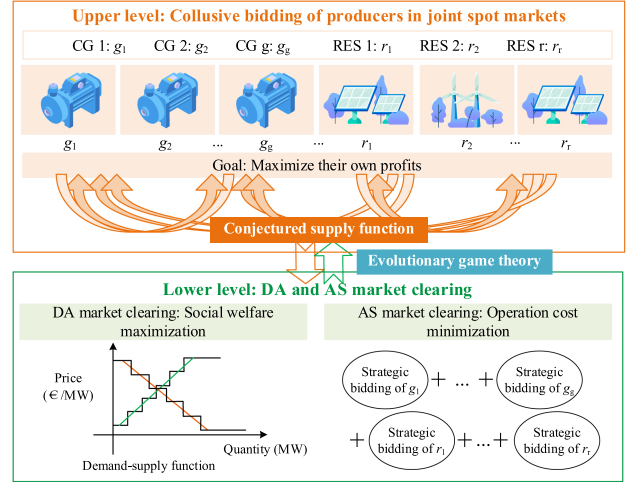 Upper level: Collusive bidding of producers in joint spot markets
CG 1: g1 CG 2: g2 CG g: gg RES 1: r1 RES 2: r2 RES r: rr
g1 g2 ... gg ... r1 r2 ... rr
Goal: Maximize their own profits
Conjectured supply function
Evolutionary game theory
Lower level: DA and AS market clearing
DA market clearing: Social welfare
maximization
Price
(€/MW)
Quantity (MW)
Demand-supply function
AS market clearing: Operation cost
minimization
Strategic
bidding of g1
+ ... +
Strategic
bidding of gg
+
Strategic
bidding of r1
+ ... +
Strategic
bidding of rr